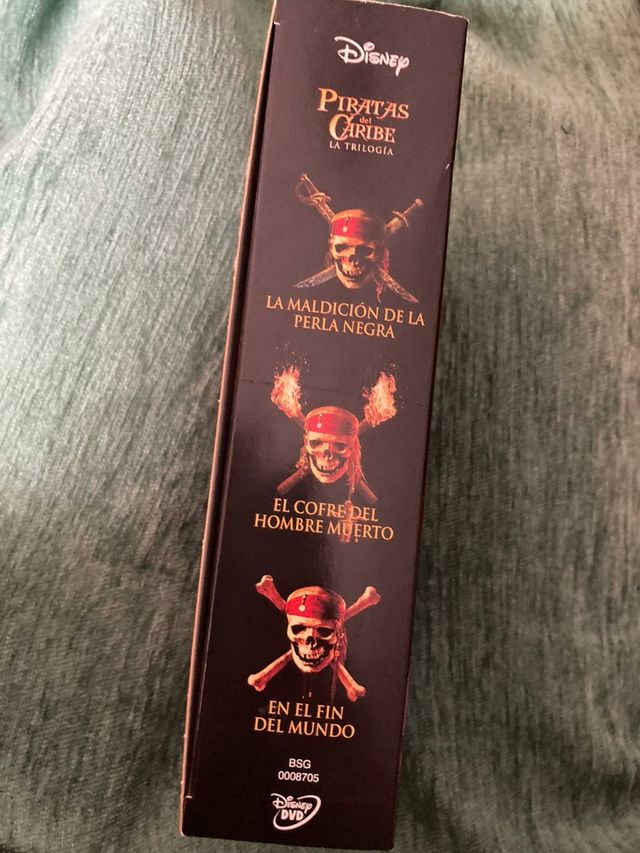 Disney
PIRATAS
del
CARIBE
LA TRILOGÍA
LA MALDICIÓN DE LA
PERLA NEGRA
EL COFRE DEL
HOMBRE MUERTO
EN EL FIN
DEL MUNDO
BSG
0008705
Disney
DVD